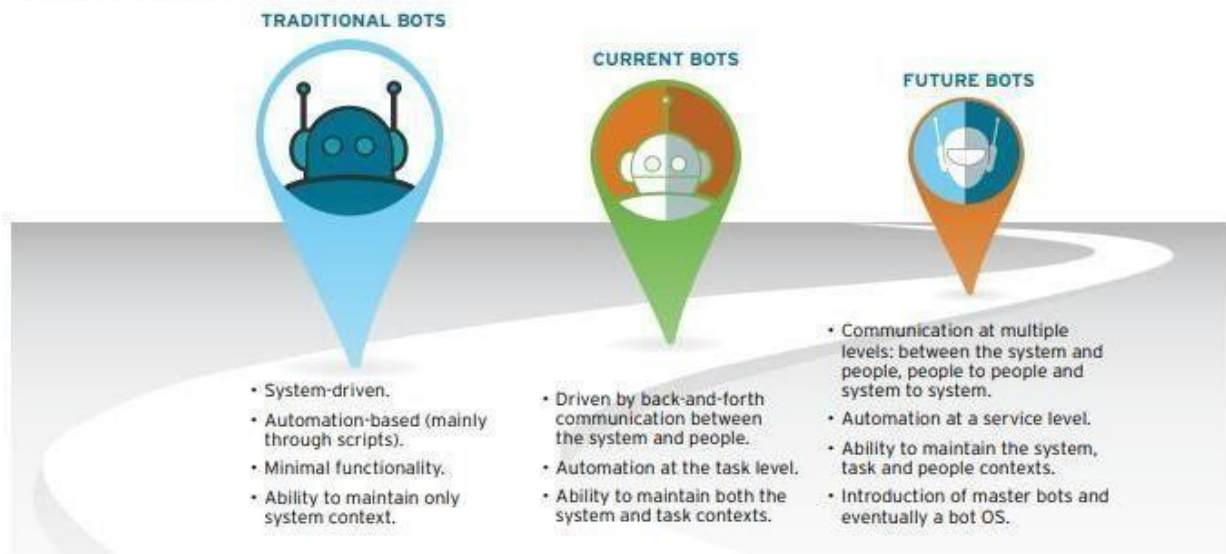 TRADITIONAL BOTS
• System-driven.
• Automation-based (mainly
through scripts).
• Minimal functionality.
• Ability to maintain only
system context.
CURRENT BOTS
• Driven by back-and-forth
communication between
the system and people.
• Automation at the task level.
• Ability to maintain both the
system and task contexts.
FUTURE BOTS
• Communication at multiple
levels: between the system and
people, people to people and
system to system.
• Automation at a service level.
• Ability to maintain the system,
task and people contexts.
• Introduction of master bots and
eventually a bot OS.